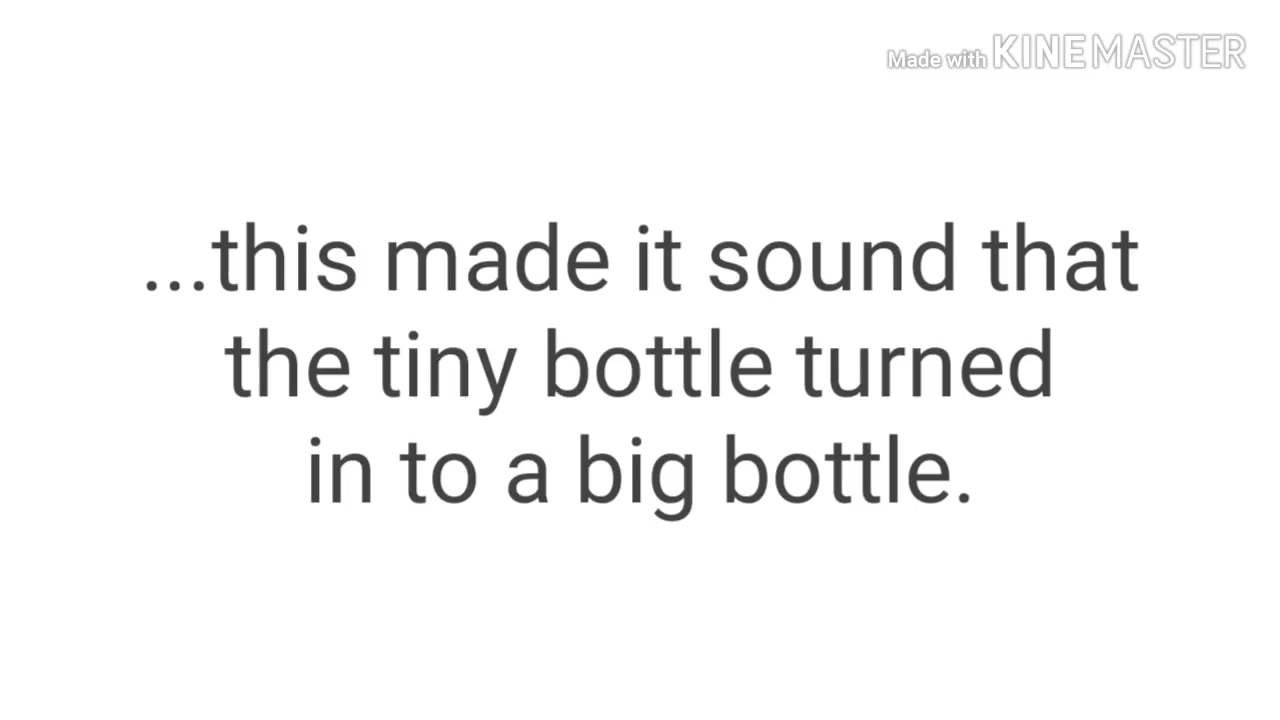 Made with KINEMASTER
...this made it sound that
the tiny bottle turned
in to a big bottle.